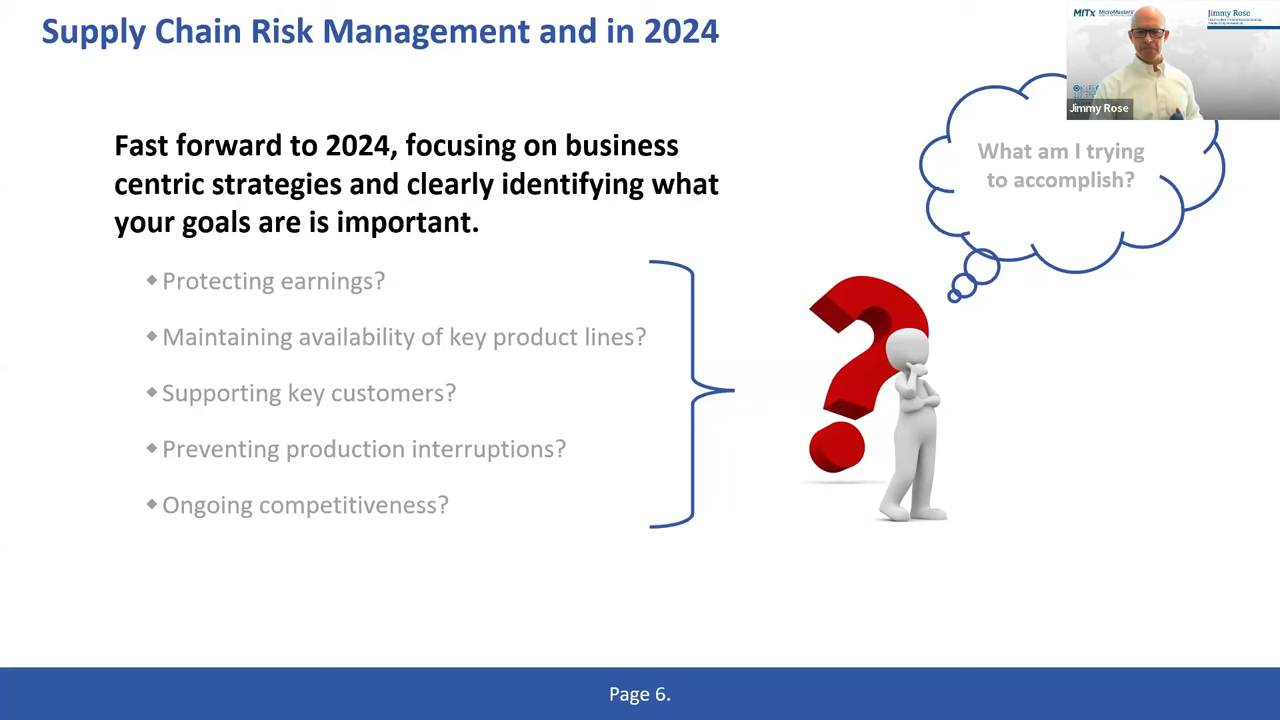 Supply Chain Risk Management and in 2024
MITx MicroMasters
Jimmy Rose
Jimmy Rose
What am I trying
to accomplish?
Fast forward to 2024, focusing on business
centric strategies and clearly identifying what
your goals are is important.
Protecting earnings?
Maintaining availability of key product lines?
Supporting key customers?
Preventing production interruptions?
Ongoing competitiveness?
Page 6.